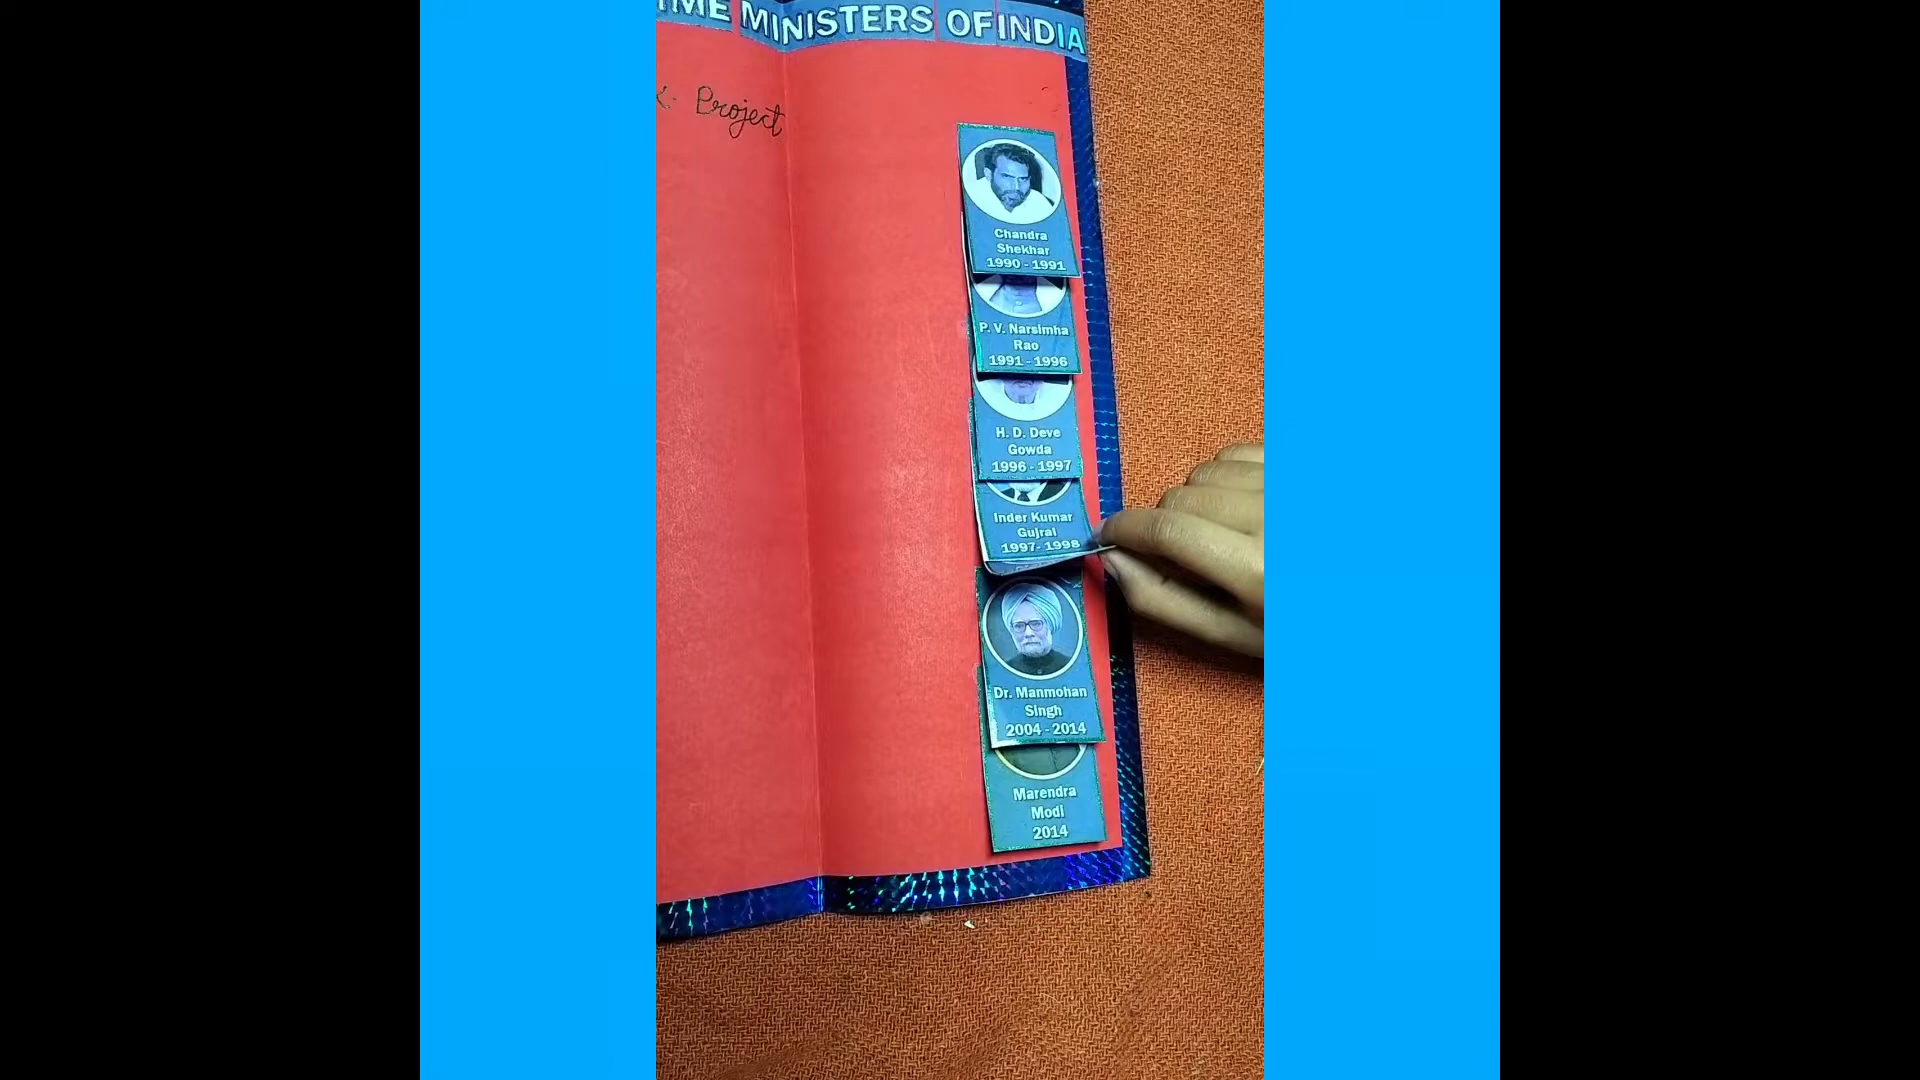 MINISTERS OF INDIA
Project
Chandra
Shekhar
1990 - 1991
P. V. Narsimha
Rao
1991 - 1996
H. D. Deve
Gowda
1996 - 1997
Inder Kumar
Gujral
1997 - 1998
Dr. Manmohan
Singh
2004 - 2014
Marendra
Modi
2014